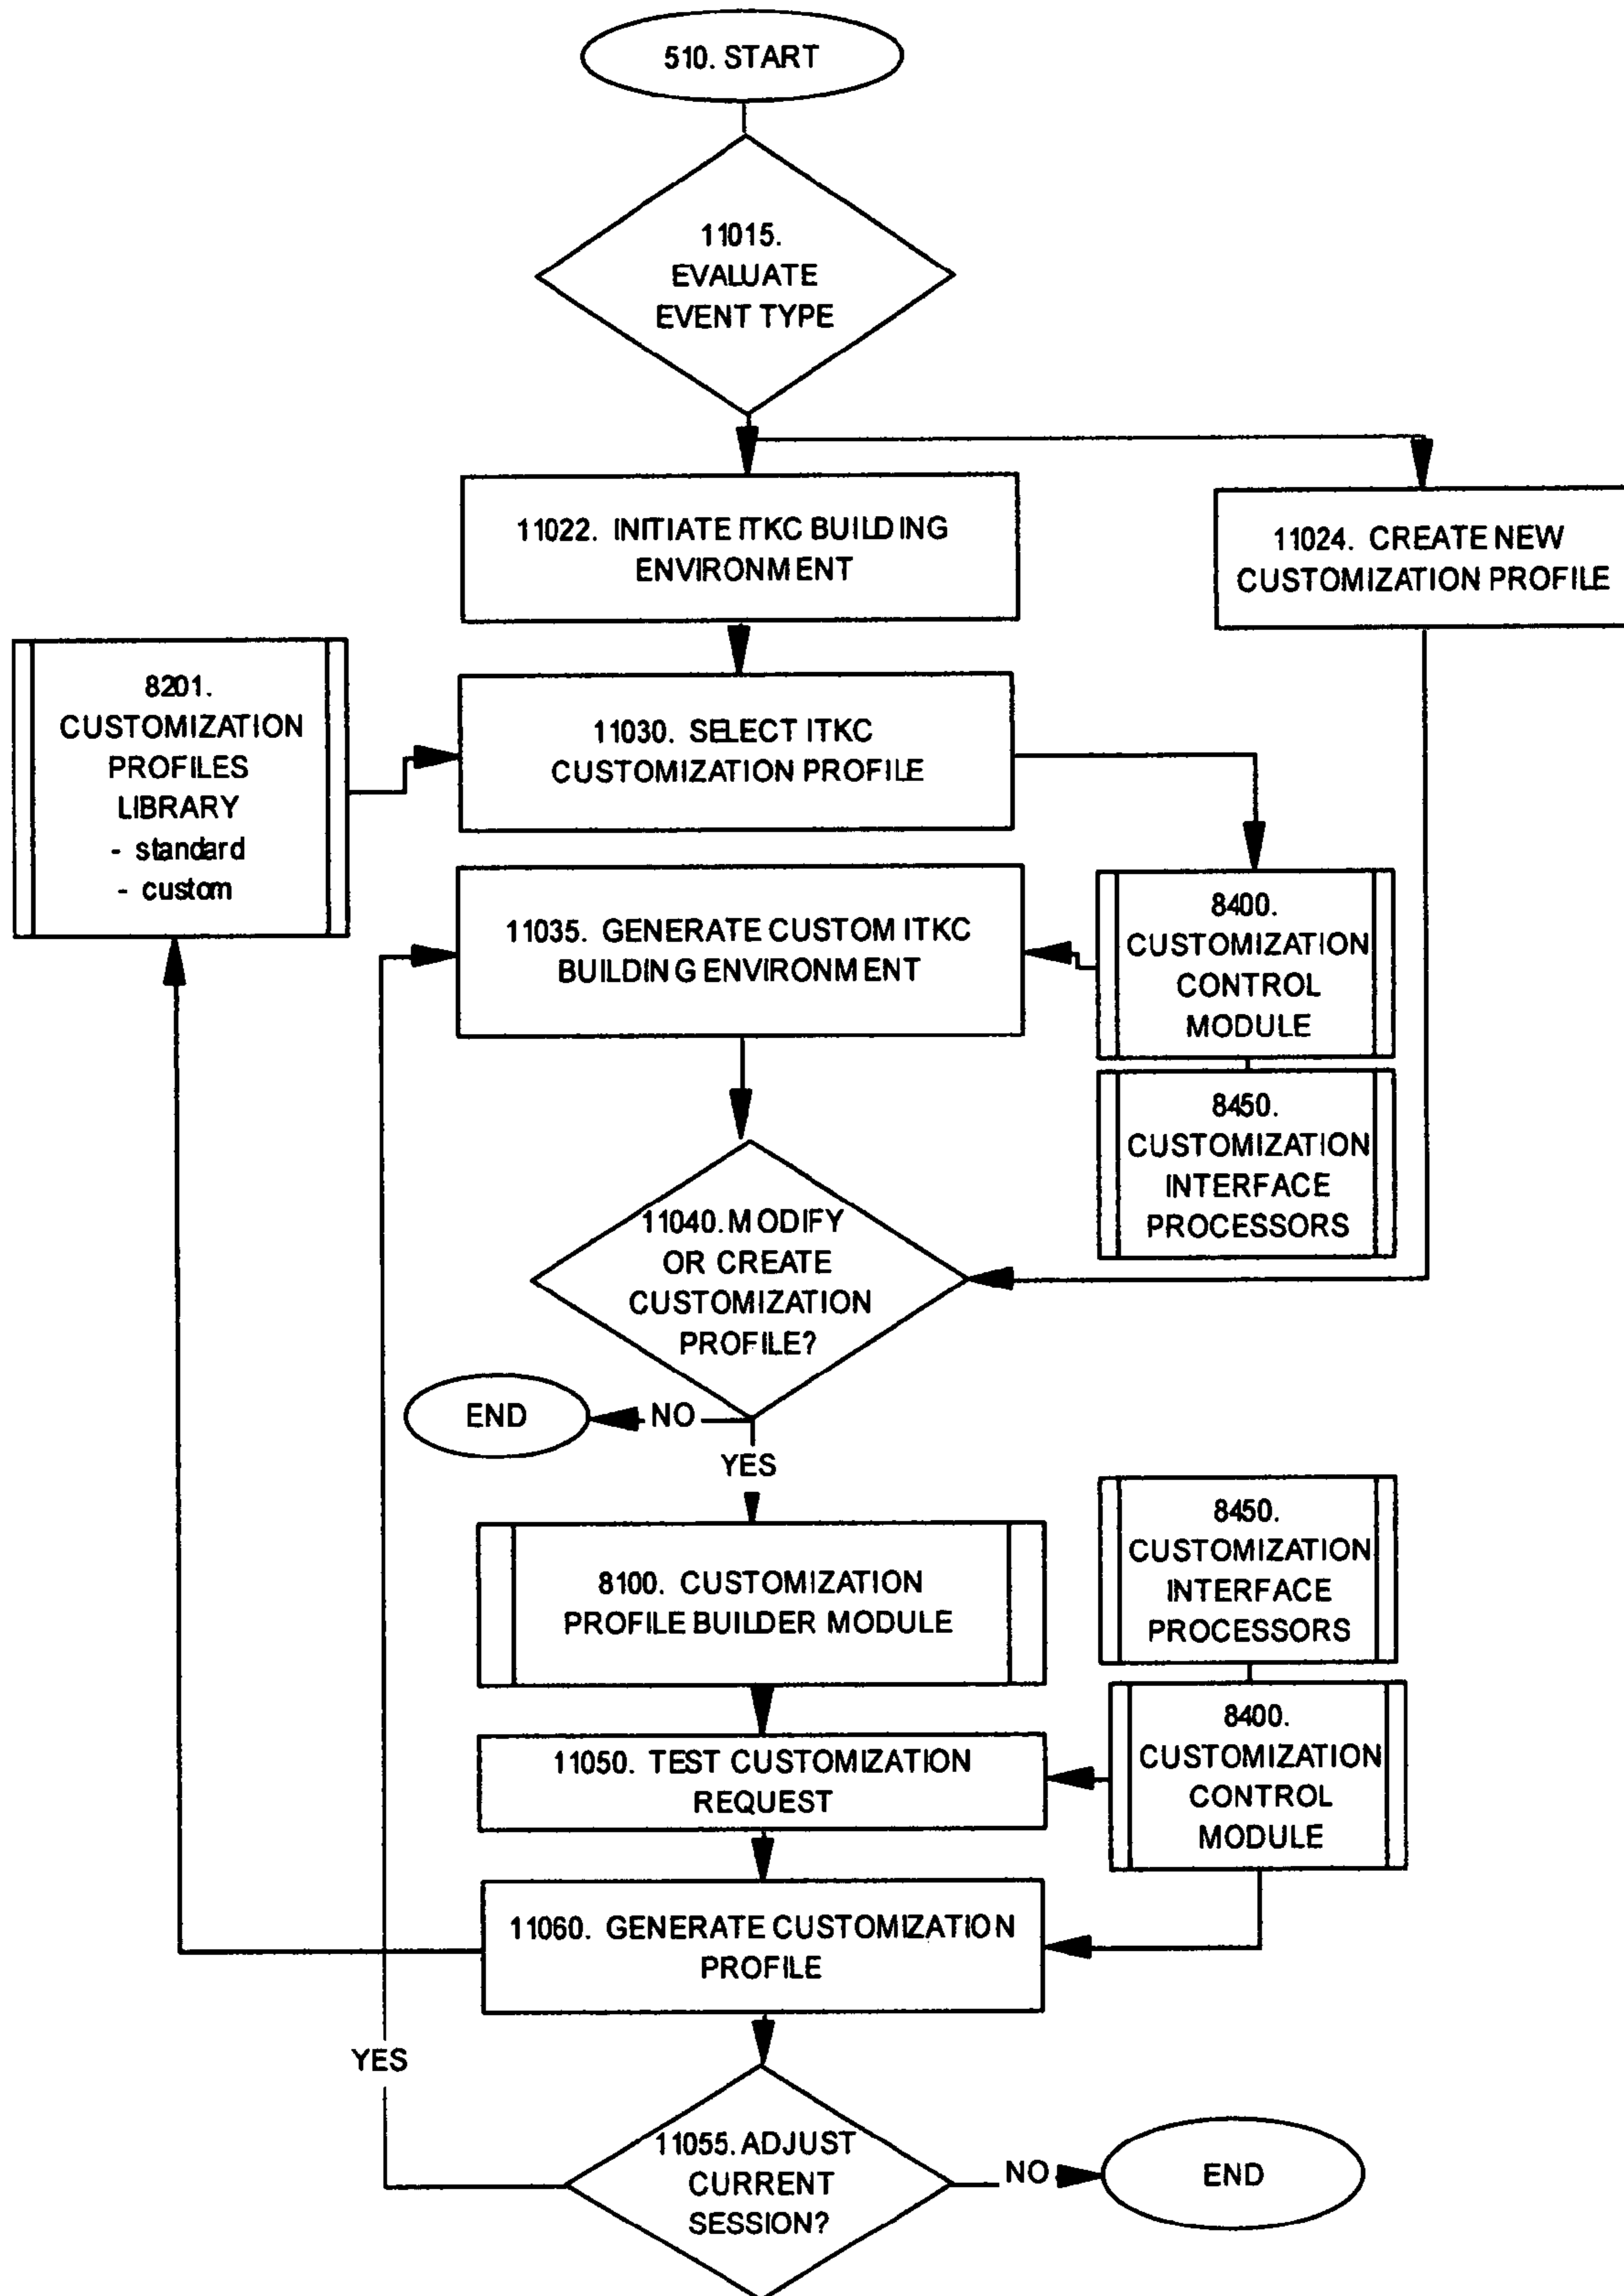 510. START
11015.
EVALUATE
EVENT TYPE
11022. INITIATE ITKC BUILDING
ENVIRONMENT
11024. CREATE NEW
CUSTOMIZATION PROFILE
8201.
CUSTOMIZATION
PROFILES
LIBRARY
- standard
- custom
11030. SELECT ITKC
CUSTOMIZATION PROFILE
11035. GENERATE CUSTOM ITKC
BUILDING ENVIRONMENT
8400.
CUSTOMIZATION
CONTROL
MODULE
8450.
CUSTOMIZATION
INTERFACE
PROCESSORS
11040. MODIFY
OR CREATE
CUSTOMIZATION
PROFILE?
END
NO
YES
8100. CUSTOMIZATION
PROFILE BUILDER MODULE
8450.
CUSTOMIZATION
INTERFACE
PROCESSORS
11050. TEST CUSTOMIZATION
REQUEST
8400.
CUSTOMIZATION
CONTROL
MODULE
11060. GENERATE CUSTOMIZATION
PROFILE
YES
11055. ADJUST
CURRENT
SESSION?
NO
END